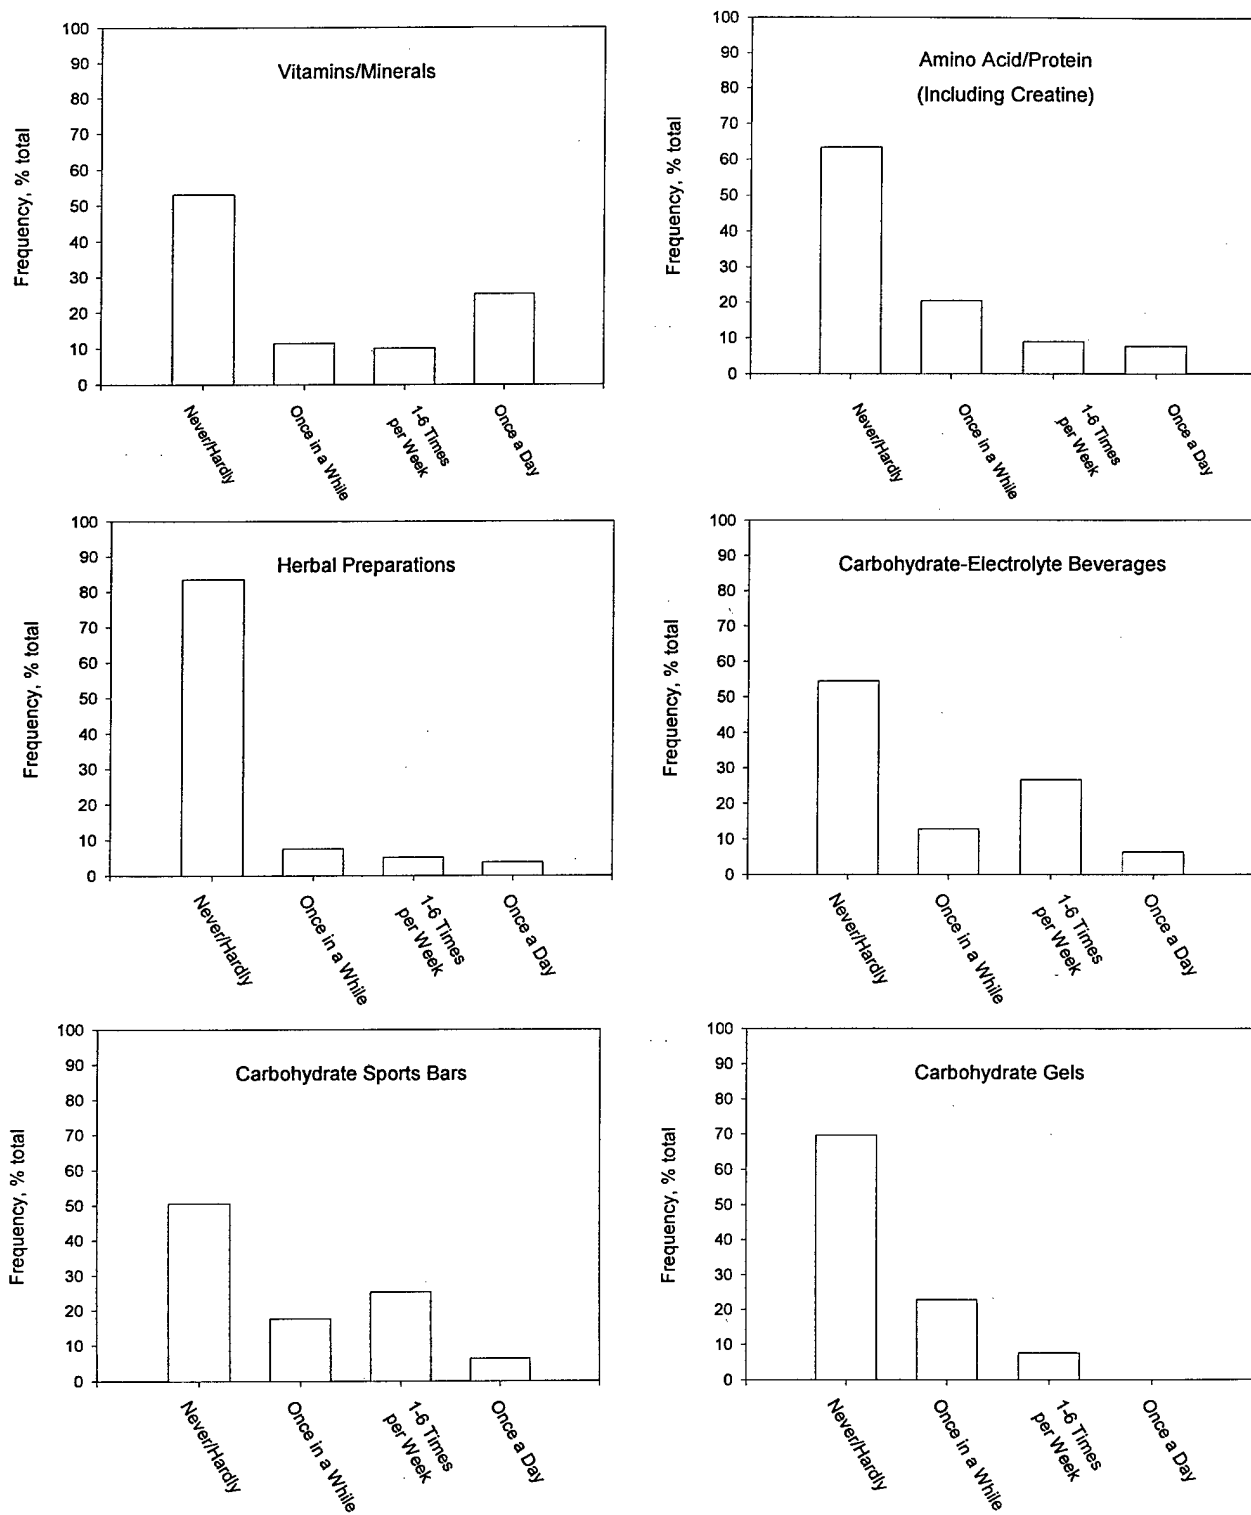 Vitamins/Minerals
Frequency, % total
100
90
80
70
60
50
40
30
20
10
0
Never/Hardly
Once in a While
1-6 Times
per Week
Once a Day
Amino Acid/Protein
(Including Creatine)
Frequency, % total
100
90
80
70
60
50
40
30
20
10
0
Never/Hardly
Once in a While
1-6 Times
per Week
Once a Day
Herbal Preparations
Frequency, % total
100
90
80
70
60
50
40
30
20
10
0
Never/Hardly
Once in a While
1-6 Times
per Week
Once a Day
Carbohydrate-Electrolyte Beverages
Frequency, % total
100
90
80
70
60
50
40
30
20
10
0
Never/Hardly
Once in a While
1-6 Times
per Week
Once a Day
Carbohydrate Sports Bars
Frequency, % total
100
90
80
70
60
50
40
30
20
10
0
Never/Hardly
Once in a While
1-6 Times
per Week
Once a Day
Carbohydrate Gels
Frequency, % total
100
90
80
70
60
50
40
30
20
10
0
Never/Hardly
Once in a While
1-6 Times
per Week
Once a Day